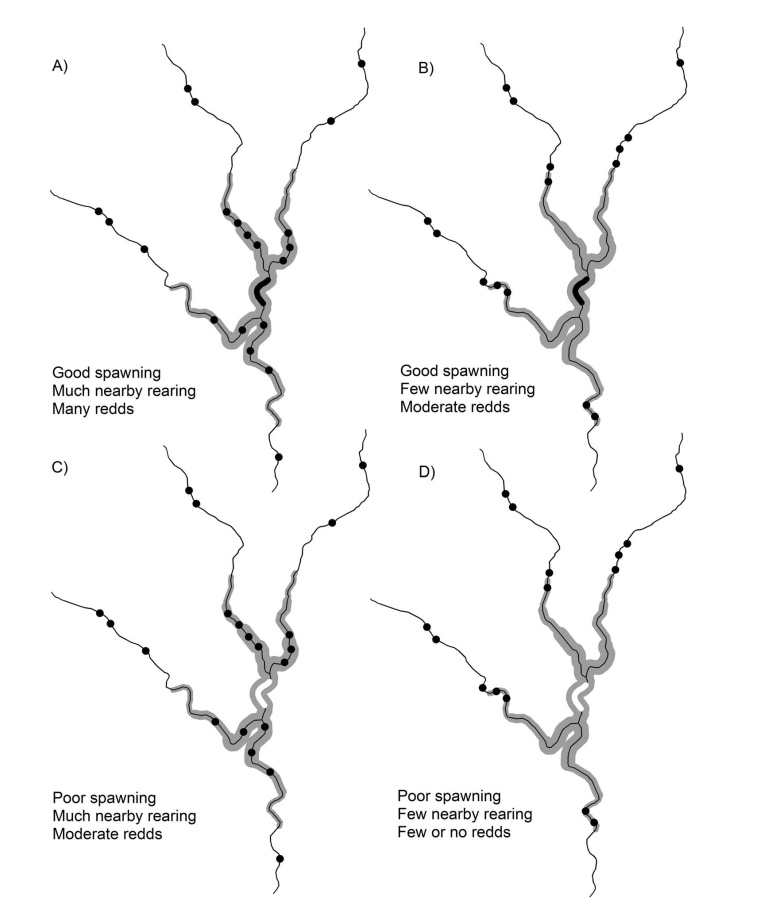 A)
B)
Good spawning
Much nearby rearing
Many redds
Good spawning
Few nearby rearing
Moderate redds
C)
D)
Poor spawning
Much nearby rearing
Moderate redds
Poor spawning
Few nearby rearing
Few or no redds